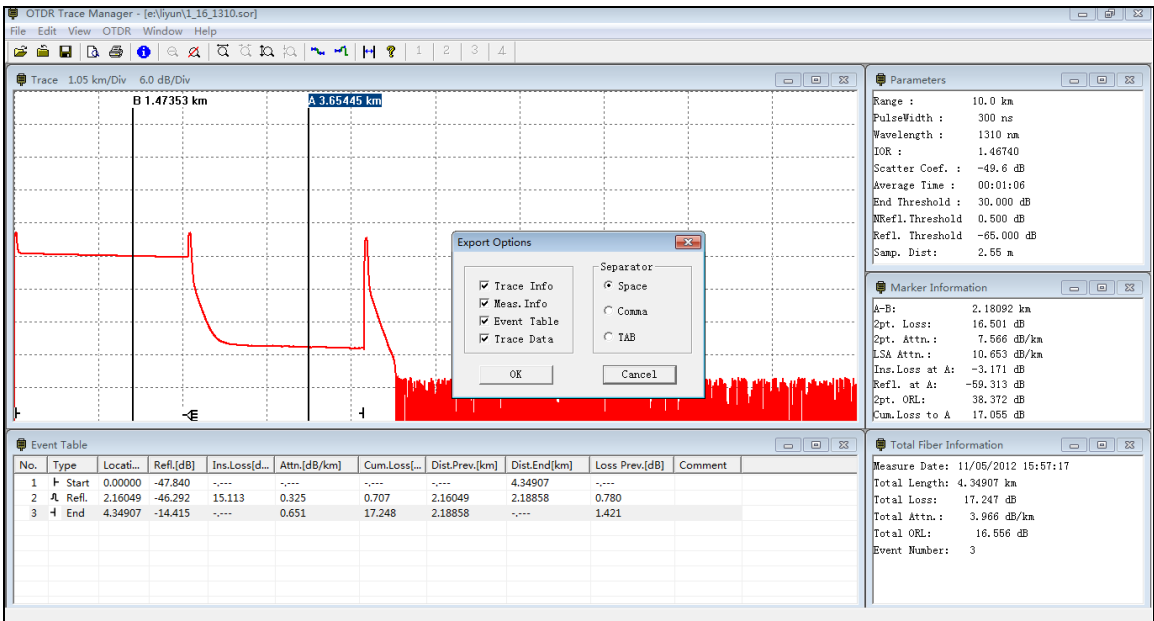 OTDR Trace Manager - [e:\liyun\1_16_1310.sor]
File Edit View OTDR Window Help
1 2 3 4
Trace 1.05 km/Div 6.0 dB/Div
B 1.47353 km
A 3.65445 km
Export Options
Trace Info
Meas.Info
Event Table
Trace Data
Separator
Space
Comma
TAB
OK
Cancel
Parameters
Range : 10.0 km
PulseWidth : 300 ns
Wavelength : 1310 nm
IOR : 1.46740
Scatter Coef. : -49.6 dB
Average Time : 00:01:06
End Threshold : 30.000 dB
NRefl.Threshold 0.500 dB
Refl. Threshold -65.000 dB
Samp. Dist: 2.55 m
Marker Information
A-B: 2.18092 km
2pt. Loss: 16.501 dB
2pt. Attn.: 7.566 dB/km
LSA Attn.: 10.653 dB/km
Ins.Loss at A: -3.171 dB
Refl. at A: -59.313 dB
2pt. ORL: 38.372 dB
Cum.Loss to A 17.055 dB
Event Table
No. Type Locati... Refl.[dB] Ins.Loss[d... Attn.[dB/km] Cum.Loss[... Dist.Prev.[km] Dist.End[km] Loss Prev.[dB] Comment
1 Start 0.00000 -47.840 -.--- -.--- -.--- -.--- 4.34907 -.---
2 Refl. 2.16049 -46.292 15.113 0.325 0.707 2.16049 2.18858 0.780
3 End 4.34907 -14.415 -.--- 0.651 17.248 2.18858 -.--- 1.421
Total Fiber Information
Measure Date: 11/05/2012 15:57:17
Total Length: 4.34907 km
Total Loss: 17.247 dB
Total Attn.: 3.966 dB/km
Total ORL: 16.556 dB
Event Number: 3